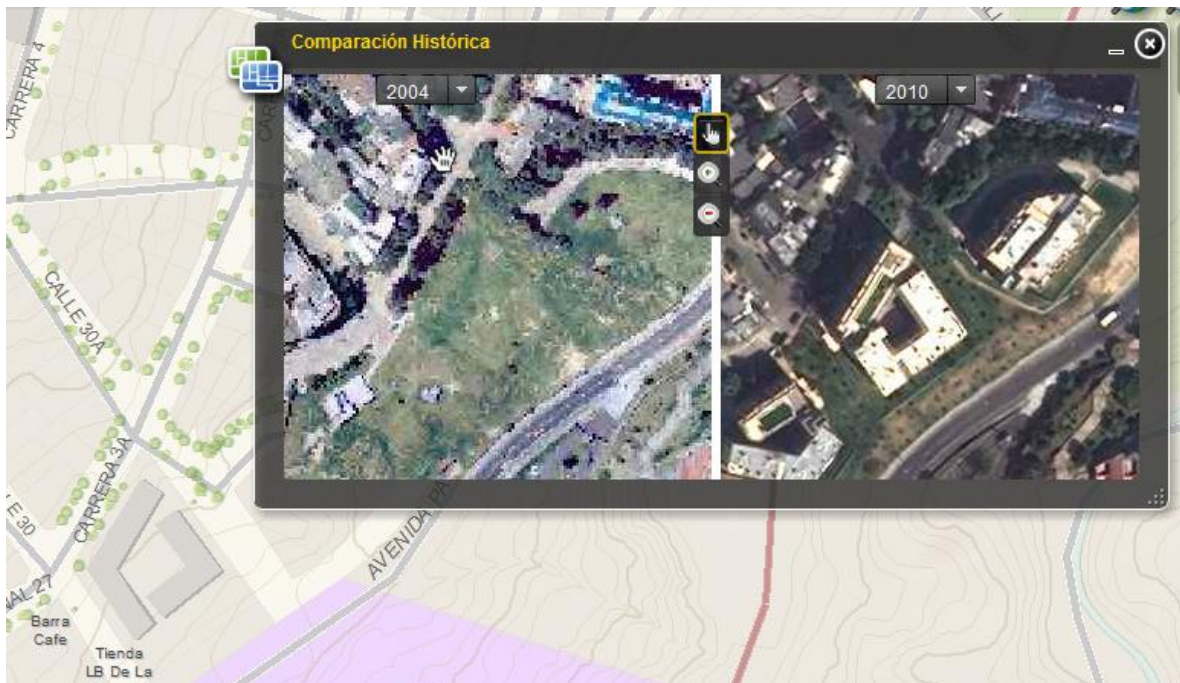 Comparación Histórica
2004
2010
CARRERA 4
CALLE 30A
CARRERA 3A
AVENIDA
Barra
Cafe
Tienda
LB De La